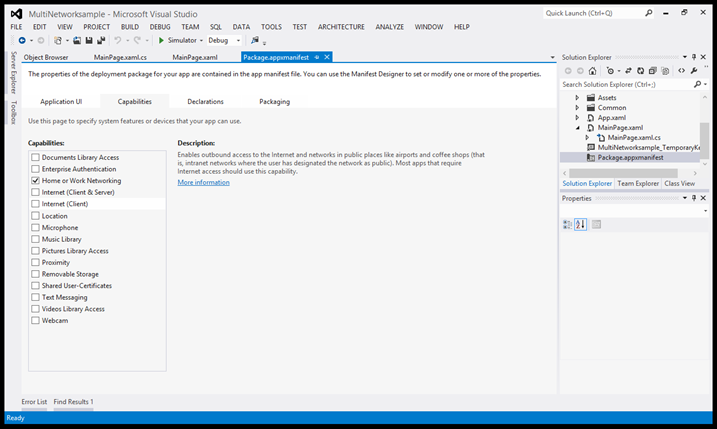 MultiNetworksample - Microsoft Visual Studio
Quick Launch (Ctrl+Q)
FILE EDIT VIEW PROJECT BUILD DEBUG TEAM SQL DATA TOOLS TEST ARCHITECTURE ANALYZE WINDOW HELP
Simulator Debug
Server Explorer
Toolbox
Object Browser MainPage.xaml.cs MainPage.xaml Package.appxmanifest
The properties of the deployment package for your app are contained in the app manifest file. You can use the Manifest Designer to set or modify one or more of the properties.
Application UI Capabilities Declarations Packaging
Use this page to specify system features or devices that your app can use.
Capabilities:
Documents Library Access
Enterprise Authentication
Home or Work Networking
Internet (Client & Server)
Internet (Client)
Location
Microphone
Music Library
Pictures Library Access
Proximity
Removable Storage
Shared User-Certificates
Text Messaging
Videos Library Access
Webcam
Description:
Enables outbound access to the Internet and networks in public places like airports and coffee shops (that
is, intranet networks where the user has designated the network as public). Most apps that require
Internet access should use this capability.
More information
Solution Explorer
Search Solution Explorer (Ctrl+;)
Assets
Common
App.xaml
MainPage.xaml
MainPage.xaml.cs
MultiNetworksample_TemporaryKe
Package.appxmanifest
Solution Explorer Team Explorer Class View
Properties
Error List Find Results 1
Ready